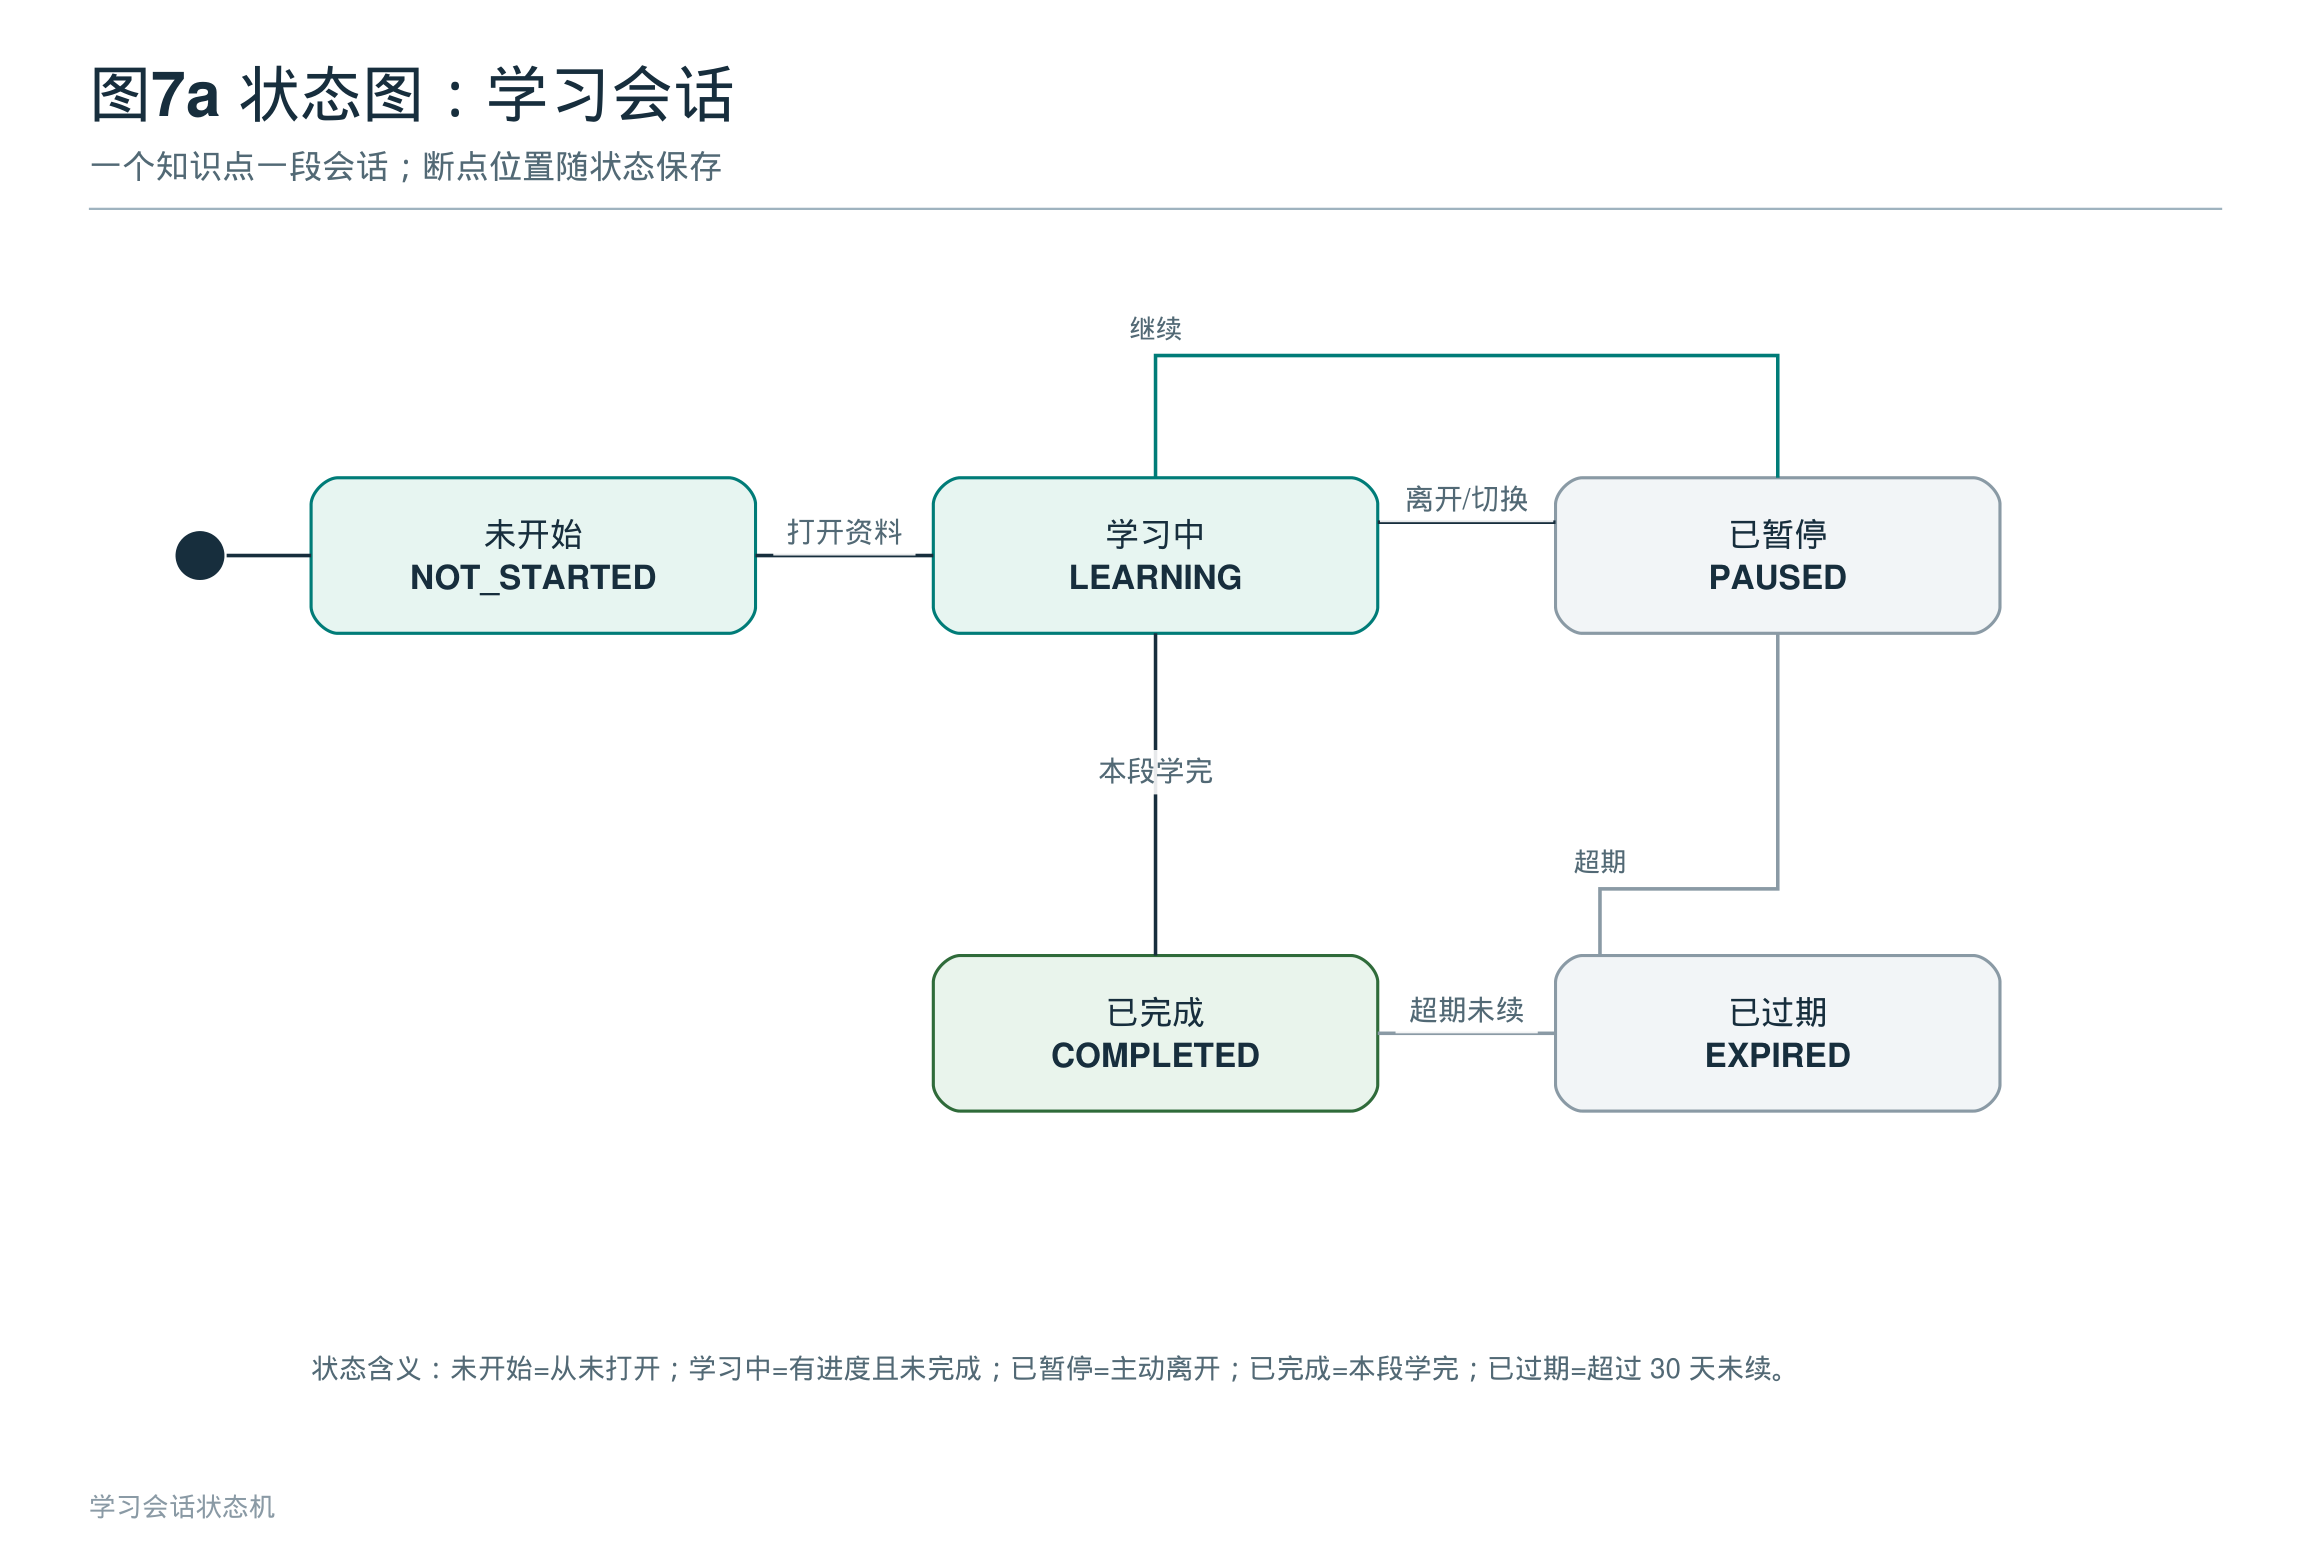 图7a 状态图：学习会话
一个知识点一段会话；断点位置随状态保存
继续
离开/切换
打开资料
未开始
NOT_STARTED
学习中
LEARNING
已暂停
PAUSED
本段学完
超期
已完成
COMPLETED
超期未续
已过期
EXPIRED
状态含义：未开始=从未打开；学习中=有进度且未完成；已暂停=主动离开；已完成=本段学完；已过期=超过 30 天未续。
学习会话状态机